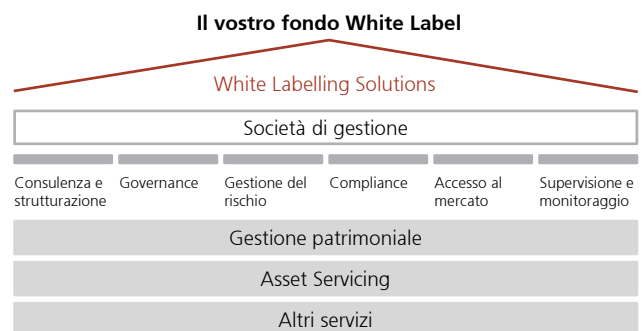 Il vostro fondo White Label
White Labelling Solutions
Società di gestione
Consulenza e
strutturazione
Governance
Gestione del
rischio
Compliance
Accesso al
mercato
Supervisione e
monitoraggio
Gestione patrimoniale
Asset Servicing
Altri servizi